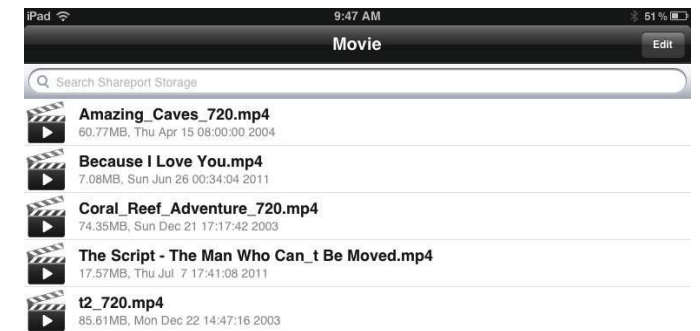 iPad 9:47 AM 51%
Movie Edit
Search Shareport Storage
Amazing_Caves_720.mp4
60.77MB, Thu Apr 15 08:00:00 2004
Because I Love You.mp4
7.08MB, Sun Jun 26 00:34:04 2011
Coral_Reef_Adventure_720.mp4
74.35MB, Sun Dec 21 17:17:42 2003
The Script - The Man Who Can_t Be Moved.mp4
17.57MB, Thu Jul 7 17:41:08 2011
t2_720.mp4
85.61MB, Mon Dec 22 14:47:16 2003